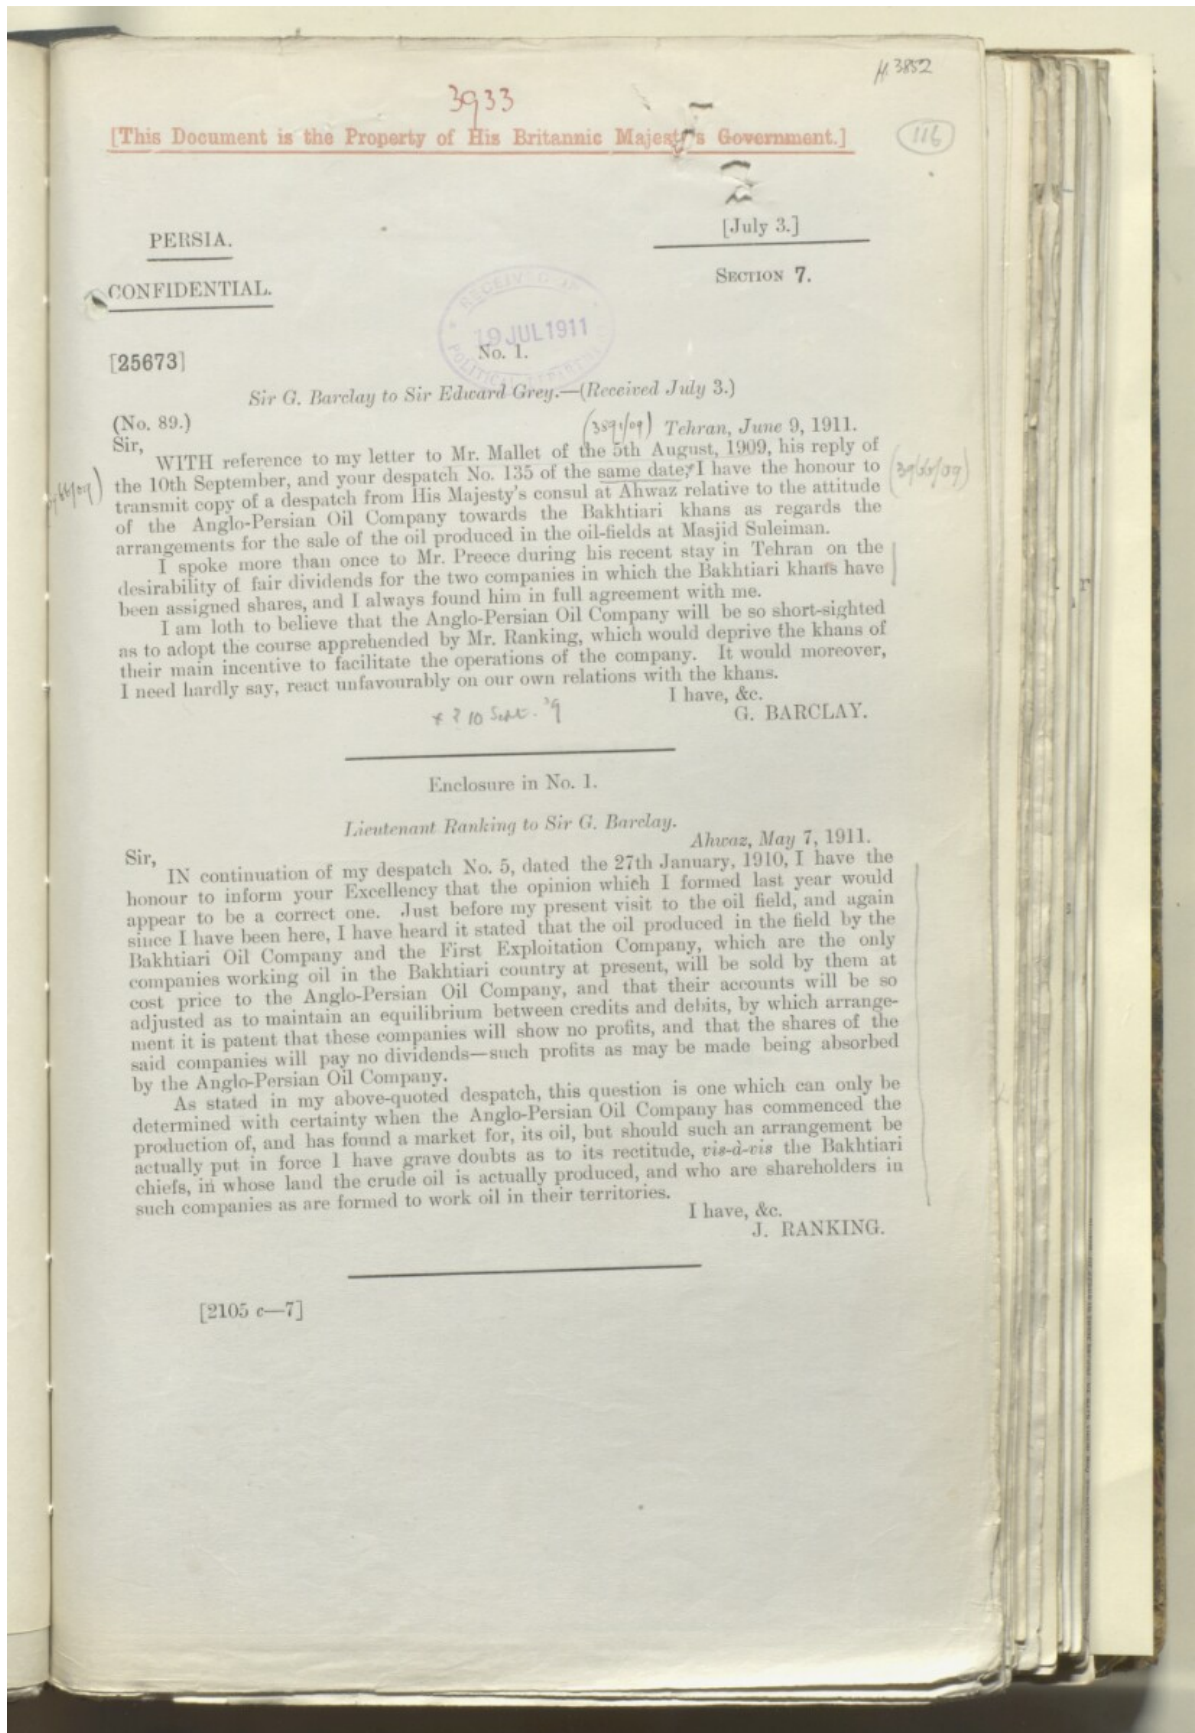 P. 3852
3933
[This Document is the Property of His Britannic Majesty's Government.]
116
PERSIA.
[July 3.]
CONFIDENTIAL.
SECTION 7.
RECEIVED
19 JUL 1911
POLITICAL DEPARTMENT
[25673]
No. 1.
Sir G. Barclay to Sir Edward Grey.—(Received July 3.)
(No. 89.)
(3891/09) Tehran, June 9, 1911.
Sir,
WITH reference to my letter to Mr. Mallet of the 5th August, 1909, his reply of
the 10th September, and your despatch No. 135 of the same date,* I have the honour to
(3966/09)
transmit copy of a despatch from His Majesty's consul at Ahwaz relative to the attitude
of the Anglo-Persian Oil Company towards the Bakhtiari khans as regards the
arrangements for the sale of the oil produced in the oil-fields at Masjid Suleiman.
I spoke more than once to Mr. Preece during his recent stay in Tehran on the
desirability of fair dividends for the two companies in which the Bakhtiari khans have
been assigned shares, and I always found him in full agreement with me.
I am loth to believe that the Anglo-Persian Oil Company will be so short-sighted
as to adopt the course apprehended by Mr. Ranking, which would deprive the khans of
their main incentive to facilitate the operations of the company. It would moreover,
I need hardly say, react unfavourably on our own relations with the khans.
I have, &c.
G. BARCLAY.
* ? 10 Sept. '9
Enclosure in No. 1.
Lieutenant Ranking to Sir G. Barclay.
Ahwaz, May 7, 1911.
Sir,
IN continuation of my despatch No. 5, dated the 27th January, 1910, I have the
honour to inform your Excellency that the opinion which I formed last year would
appear to be a correct one. Just before my present visit to the oil field, and again
since I have been here, I have heard it stated that the oil produced in the field by the
Bakhtiari Oil Company and the First Exploitation Company, which are the only
companies working oil in the Bakhtiari country at present, will be sold by them at
cost price to the Anglo-Persian Oil Company, and that their accounts will be so
adjusted as to maintain an equilibrium between credits and debits, by which arrange-
ment it is patent that these companies will show no profits, and that the shares of the
said companies will pay no dividends—such profits as may be made being absorbed
by the Anglo-Persian Oil Company.
As stated in my above-quoted despatch, this question is one which can only be
determined with certainty when the Anglo-Persian Oil Company has commenced the
production of, and has found a market for, its oil, but should such an arrangement be
actually put in force I have grave doubts as to its rectitude, vis-à-vis the Bakhtiari
chiefs, in whose land the crude oil is actually produced, and who are shareholders in
such companies as are formed to work oil in their territories.
I have, &c.
J. RANKING.
[2105 c—7]